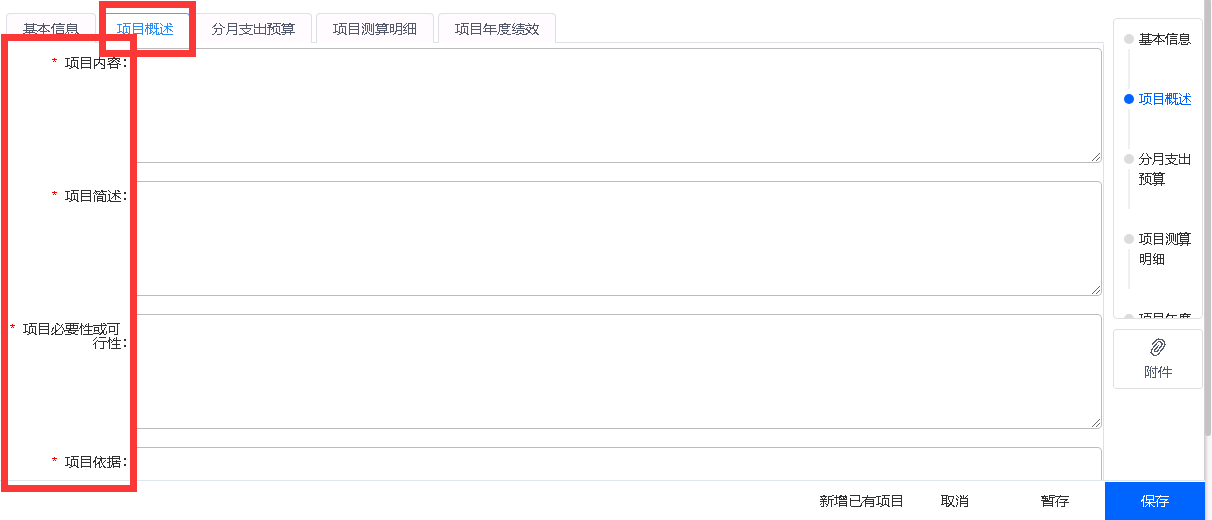 基本信息 项目概述 分月支出预算 项目测算明细 项目年度绩效
* 项目内容：
* 项目简述：
* 项目必要性或可
行性：
* 项目依据：
基本信息
项目概述
分月支出
预算
项目测算
明细
项目年度
附件
新增已有项目 取消 暂存 保存